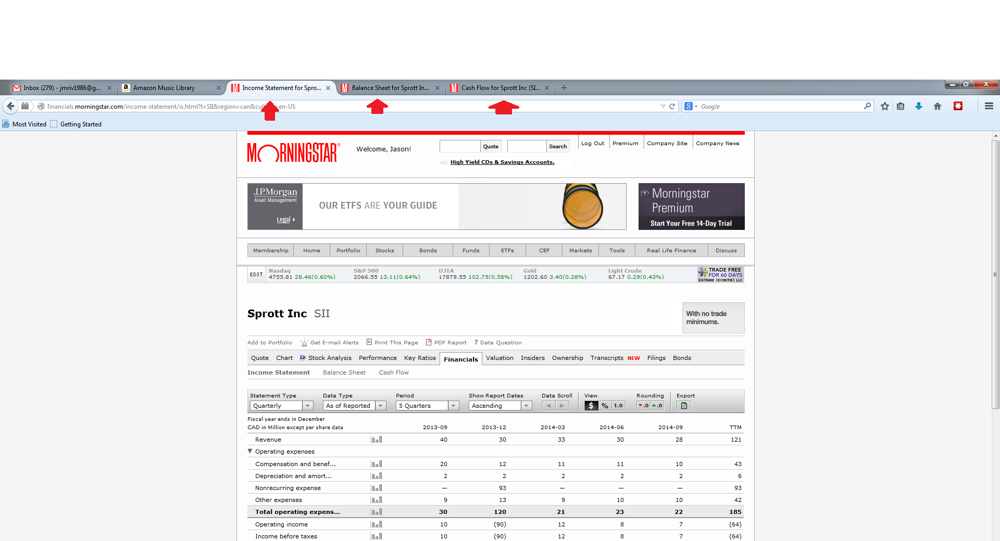 Inbox (279) - jmriv1986@g...
Amazon Music Library
Income Statement for Spro...
Balance Sheet for Sprott In...
Cash Flow for Sprott Inc (SI...
financials.morningstar.com/income-statement/is.html?t=SII&region=can&cult
=en-US
Google
Most Visited
Getting Started
MORNINGSTAR®
Welcome, Jason!
Quote
Search
Log Out
Premium
Company Site
Company News
AD: High Yield CDs & Savings Accounts.
J.P.Morgan
Asset Management
Legal
OUR ETFS ARE YOUR GUIDE
Morningstar
Premium
Start Your Free 14-Day Trial
Membership Home Portfolio Stocks Bonds Funds ETFs CEF Markets Tools Real Life Finance Discuss
EDIT
Nasdaq S&P 500 DJIA Gold Light Crude
4755.81 28.46(0.60%) 2066.55 13.11(0.64%) 17879.55 102.75(0.58%) 1202.60 3.40(0.28%) 67.17 0.29(0.43%)
TRADE FREE
FOR 60 DAYS
E*TRADE SECURITIES LLC
Sprott Inc SII
With no trade
minimums.
Add to Portfolio Get E-mail Alerts Print This Page PDF Report ? Data Question
Quote Chart Stock Analysis Performance Key Ratios Financials Valuation Insiders Ownership Transcripts NEW Filings Bonds
Income Statement Balance Sheet Cash Flow
Statement Type Data Type Period Show Report Dates Data Scroll View Rounding Export
Quarterly As of Reported 5 Quarters Ascending $ % 1.0 .0 .0
Fiscal year ends in December
CAD in Million except per share data 2013-09 2013-12 2014-03 2014-06 2014-09 TTM
Revenue 40 30 33 30 28 121
Operating expenses
Compensation and benef... 20 12 11 11 10 43
Depreciation and amort... 2 2 2 2 2 6
Nonrecurring expense — 93 — — — 93
Other expenses 9 13 9 10 10 42
Total operating expens... 30 120 21 23 22 185
Operating income 10 (90) 12 8 7 (64)
Income before taxes 10 (90) 12 8 7 (64)